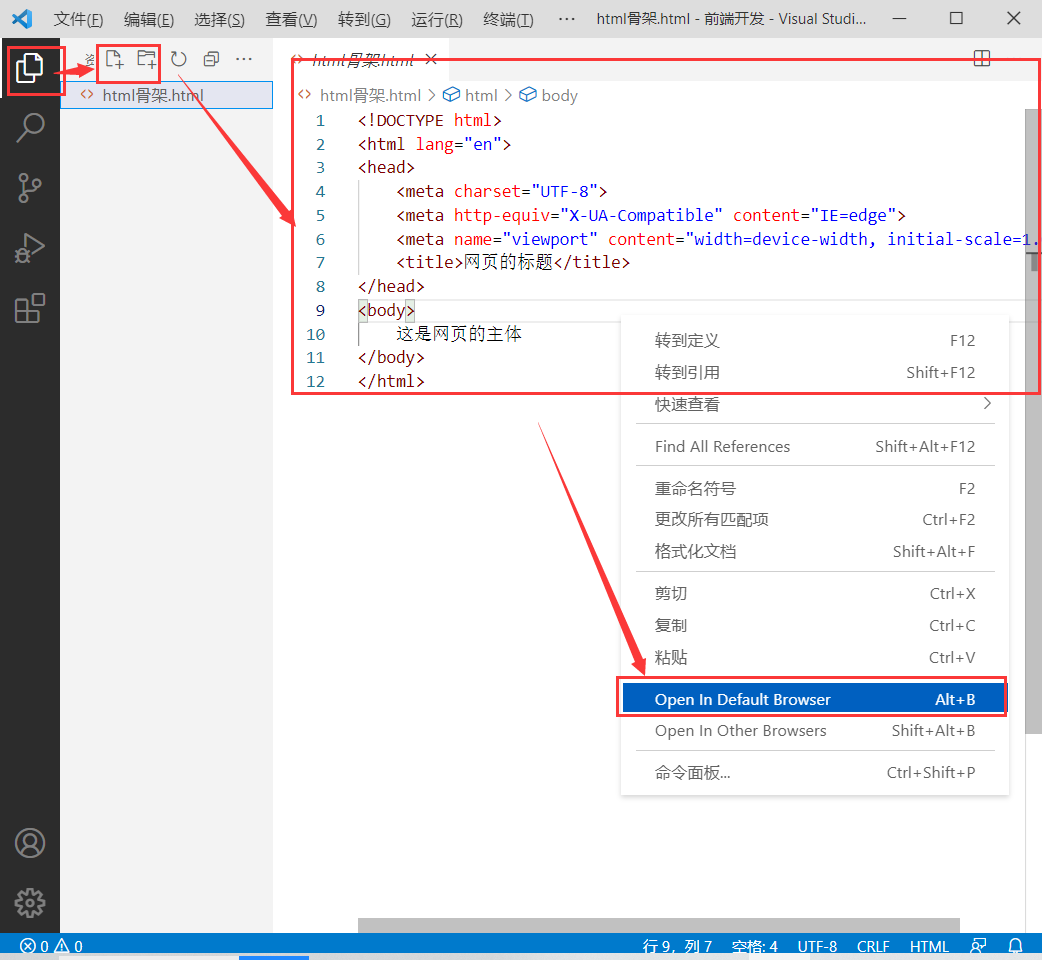 文件(F) 编辑(E) 选择(S) 查看(V) 转到(G) 运行(R) 终端(T) ··· html骨架.html - 前端开发 - Visual Studi...
html骨架.html
html骨架.html
html骨架.html > html > body
1 <!DOCTYPE html>
2 <html lang="en">
3 <head>
4 <meta charset="UTF-8">
5 <meta http-equiv="X-UA-Compatible" content="IE=edge">
6 <meta name="viewport" content="width=device-width, initial-scale=1.
7 <title>网页的标题</title>
8 </head>
9 <body>
10 这是网页的主体
11 </body>
12 </html>
转到定义 F12
转到引用 Shift+F12
快速查看 >
Find All References Shift+Alt+F12
重命名符号 F2
更改所有匹配项 Ctrl+F2
格式化文档 Shift+Alt+F
剪切 Ctrl+X
复制 Ctrl+C
粘贴 Ctrl+V
Open In Default Browser Alt+B
Open In Other Browsers Shift+Alt+B
命令面板... Ctrl+Shift+P
0 0 行 9，列 7 空格: 4 UTF-8 CRLF HTML